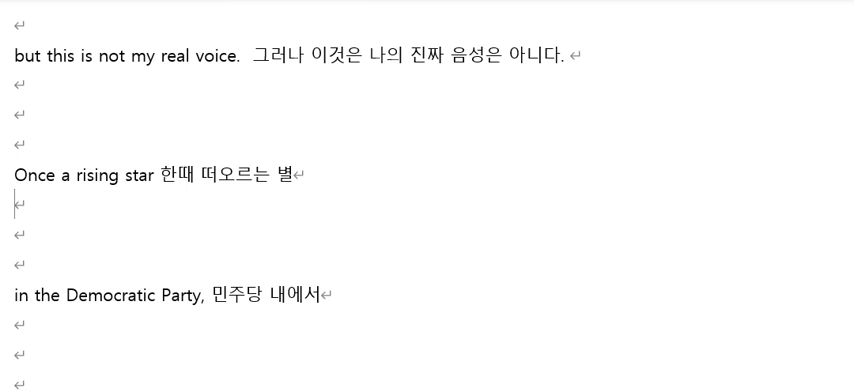 but this is not my real voice.  그러나 이것은 나의 진짜 음성은 아니다.
Once a rising star 한때 떠오르는 별
in the Democratic Party, 민주당 내에서